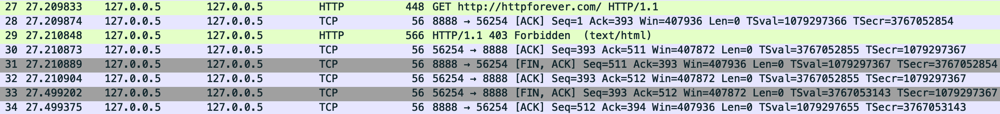 27 27.209833 127.0.0.5 127.0.0.5 HTTP 448 GET http://httpforever.com/ HTTP/1.1
28 27.209874 127.0.0.5 127.0.0.5 TCP 56 8888 → 56254 [ACK] Seq=1 Ack=393 Win=407936 Len=0 TSval=1079297366 TSecr=3767052854
29 27.210848 127.0.0.5 127.0.0.5 HTTP 566 HTTP/1.1 403 Forbidden (text/html)
30 27.210873 127.0.0.5 127.0.0.5 TCP 56 56254 → 8888 [ACK] Seq=393 Ack=511 Win=407872 Len=0 TSval=3767052855 TSecr=1079297367
31 27.210889 127.0.0.5 127.0.0.5 TCP 56 8888 → 56254 [FIN, ACK] Seq=511 Ack=393 Win=407936 Len=0 TSval=1079297367 TSecr=3767052854
32 27.210904 127.0.0.5 127.0.0.5 TCP 56 56254 → 8888 [ACK] Seq=393 Ack=512 Win=407872 Len=0 TSval=3767052855 TSecr=1079297367
33 27.499202 127.0.0.5 127.0.0.5 TCP 56 56254 → 8888 [FIN, ACK] Seq=393 Ack=512 Win=407872 Len=0 TSval=3767053143 TSecr=1079297367
34 27.499375 127.0.0.5 127.0.0.5 TCP 56 8888 → 56254 [ACK] Seq=512 Ack=394 Win=407936 Len=0 TSval=1079297655 TSecr=3767053143